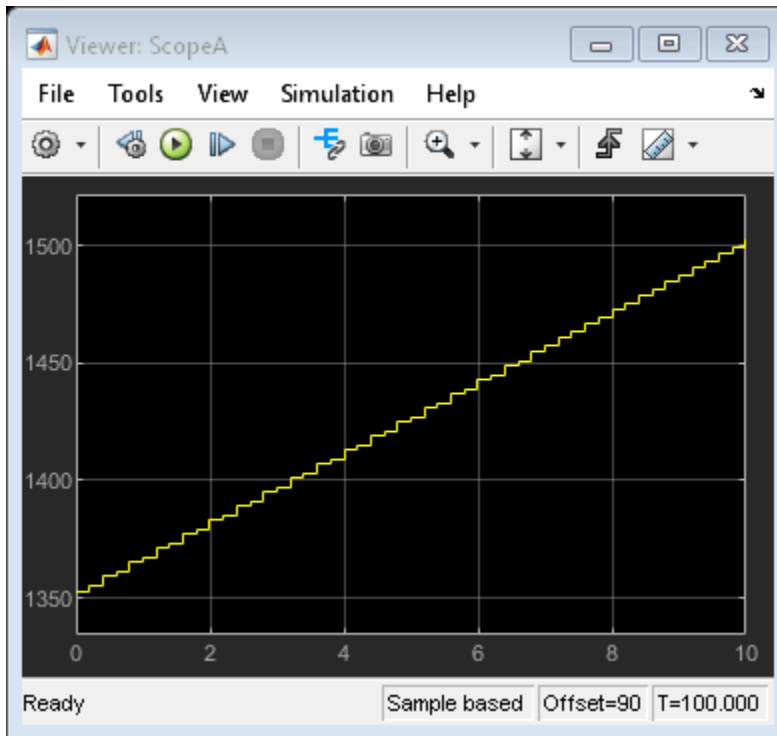 Viewer: ScopeA
File Tools View Simulation Help
1500
1450
1400
1350
0 2 4 6 8 10
Ready Sample based Offset=90 T=100.000